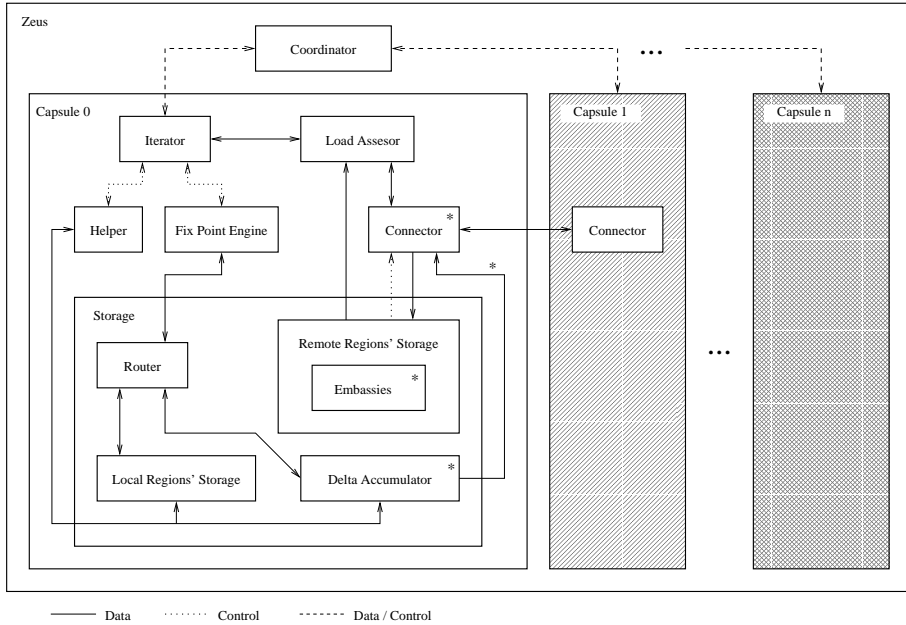 Zeus
Coordinator
...
Capsule 0
Capsule 1
Capsule n
Iterator
Load Assesor
Helper
Fix Point Engine
Connector
*
Connector
*
Storage
Remote Regions' Storage
...
Router
Embassies
*
Local Regions' Storage
Delta Accumulator
*
Data
Control
Data / Control